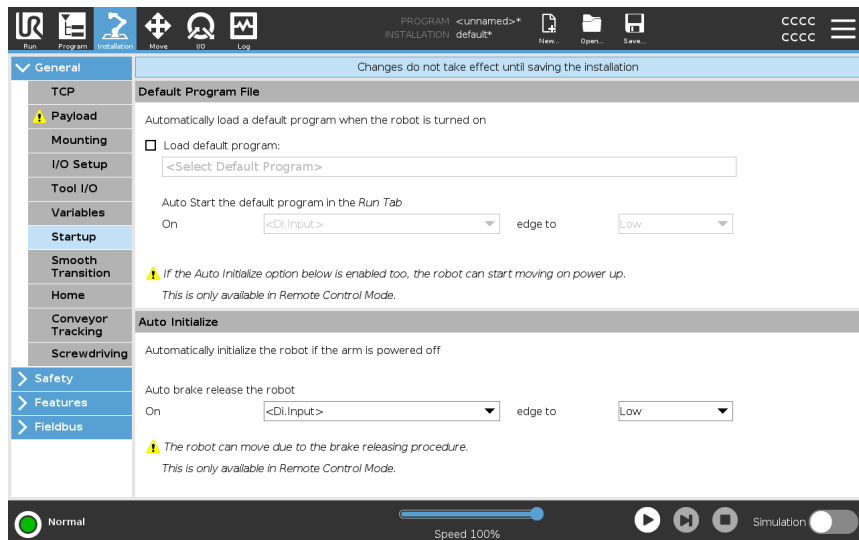 PROGRAM <unnamed>*
INSTALLATION default*
CCCC
CCCC
UR
Run
Program
Installation
Move
I/O
Log
New...
Open...
Save...
General
TCP
Payload
Mounting
I/O Setup
Tool I/O
Variables
Startup
Smooth
Transition
Home
Conveyor
Tracking
Screwdriving
Safety
Features
Fieldbus
Changes do not take effect until saving the installation
Default Program File
Automatically load a default program when the robot is turned on
Load default program:
<Select Default Program>
Auto Start the default program in the Run Tab
On <Di.Input> edge to Low
If the Auto Initialize option below is enabled too, the robot can start moving on power up.
This is only available in Remote Control Mode.
Auto Initialize
Automatically initialize the robot if the arm is powered off
Auto brake release the robot
On <Di.Input> edge to Low
The robot can move due to the brake releasing procedure.
This is only available in Remote Control Mode.
Normal
Speed 100%
Simulation